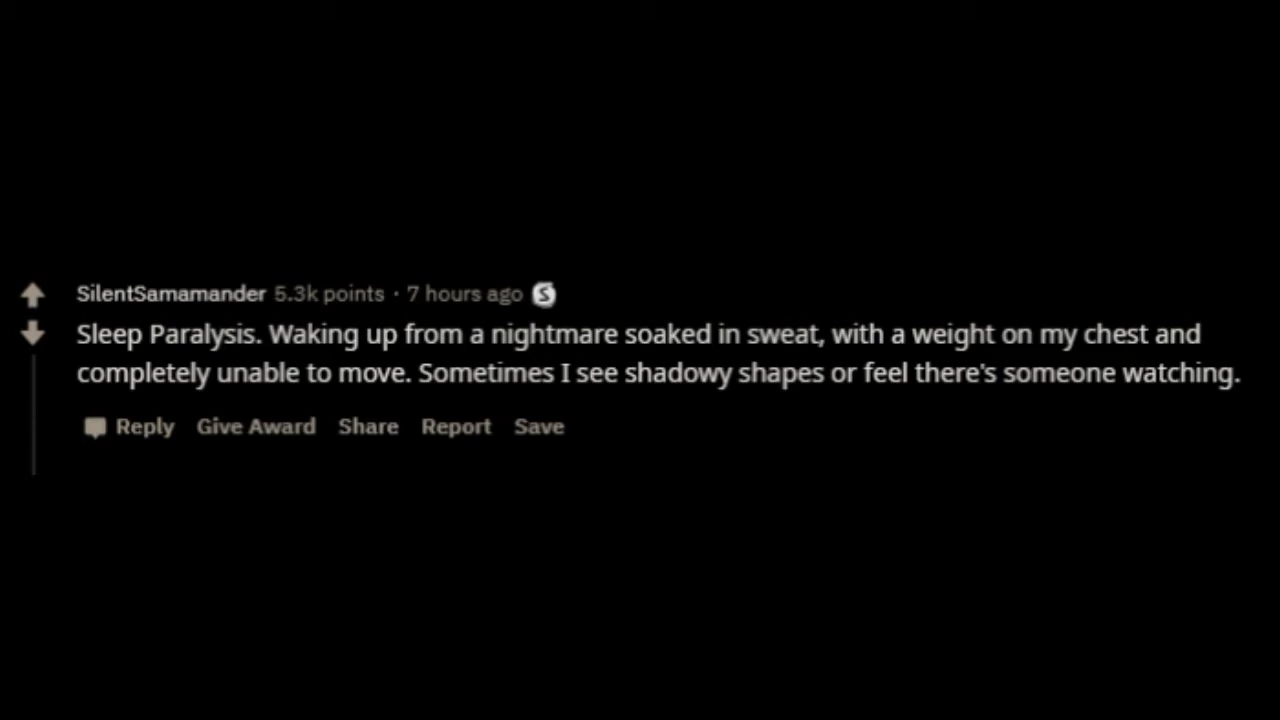 SilentSamamander 5.3k points · 7 hours ago S
Sleep Paralysis. Waking up from a nightmare soaked in sweat, with a weight on my chest and
completely unable to move. Sometimes I see shadowy shapes or feel there's someone watching.
Reply Give Award Share Report Save